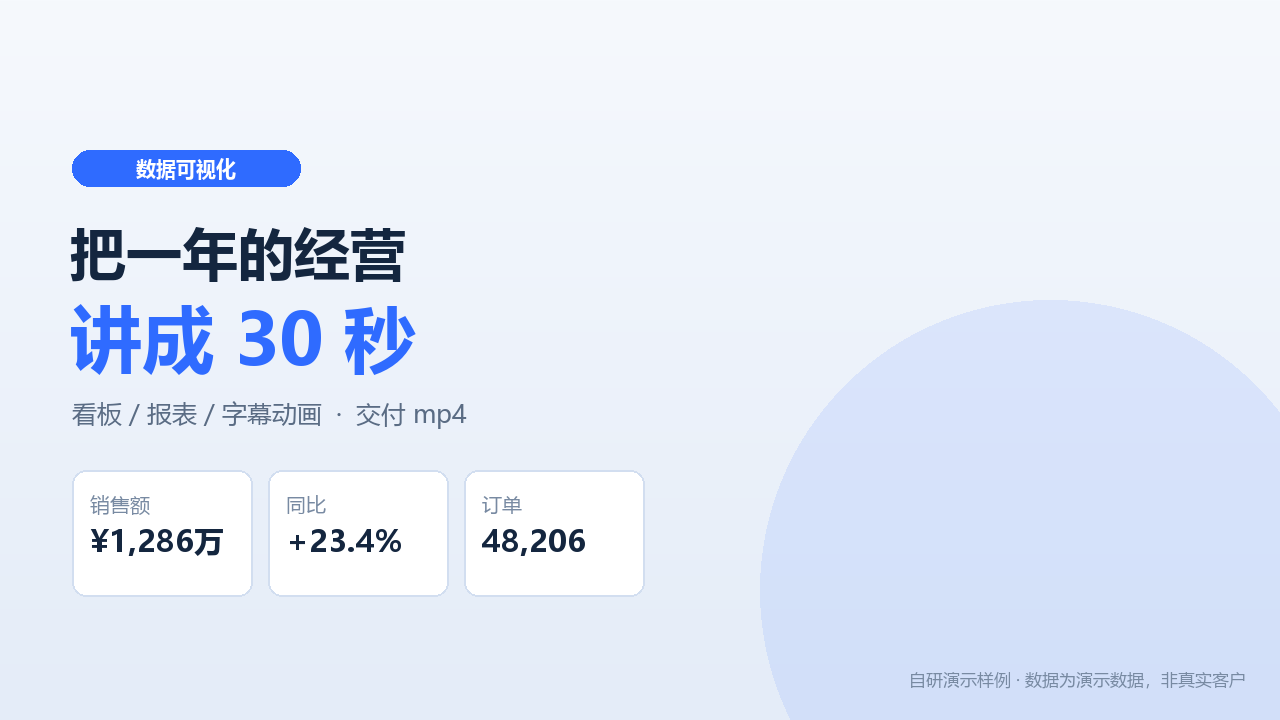 数据可视化
把一年的经营
讲成 30 秒
看板 / 报表 / 字幕动画 · 交付 mp4
销售额
¥1,286万
同比
+23.4%
订单
48,206
自研演示样例 · 数据为演示数据，非真实客户